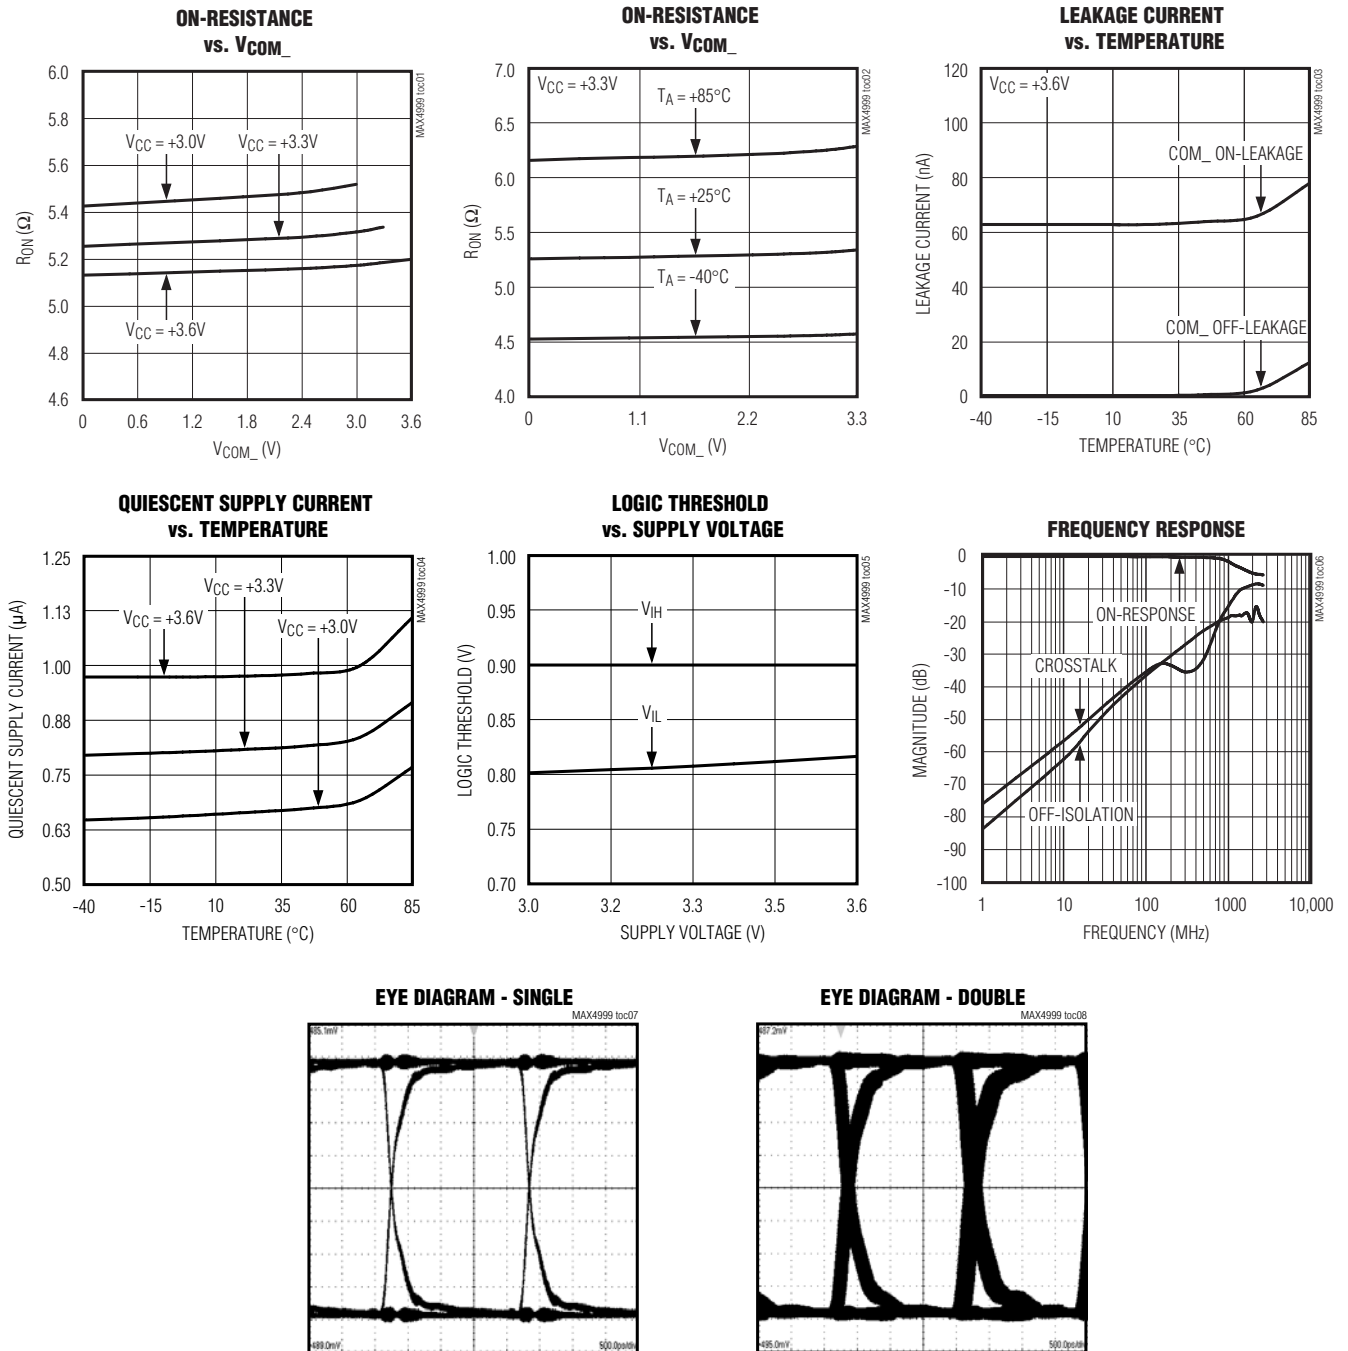 ON-RESISTANCE
vs. VCOM_
MAX4999 toc01
6.0
5.8
5.6
5.4
5.2
5.0
4.8
4.6
RON (Ω)
VCC = +3.0V
VCC = +3.3V
VCC = +3.6V
0 0.6 1.2 1.8 2.4 3.0 3.6
VCOM_ (V)
ON-RESISTANCE
vs. VCOM_
MAX4999 toc02
7.0
6.5
6.0
5.5
5.0
4.5
4.0
RON (Ω)
VCC = +3.3V
TA = +85°C
TA = +25°C
TA = -40°C
0 1.1 2.2 3.3
VCOM_ (V)
LEAKAGE CURRENT
vs. TEMPERATURE
MAX4999 toc03
120
100
80
60
40
20
0
LEAKAGE CURRENT (nA)
VCC = +3.6V
COM_ ON-LEAKAGE
COM_ OFF-LEAKAGE
-40 -15 10 35 60 85
TEMPERATURE (°C)
QUIESCENT SUPPLY CURRENT
vs. TEMPERATURE
MAX4999 toc04
1.25
1.13
1.00
0.88
0.75
0.63
0.50
QUIESCENT SUPPLY CURRENT (μA)
VCC = +3.3V
VCC = +3.6V
VCC = +3.0V
-40 -15 10 35 60 85
TEMPERATURE (°C)
LOGIC THRESHOLD
vs. SUPPLY VOLTAGE
MAX4999 toc05
1.00
0.95
0.90
0.85
0.80
0.75
0.70
LOGIC THRESHOLD (V)
VIH
VIL
3.0 3.2 3.3 3.5 3.6
SUPPLY VOLTAGE (V)
FREQUENCY RESPONSE
MAX4999 toc06
0
-10
-20
-30
-40
-50
-60
-70
-80
-90
-100
MAGNITUDE (dB)
ON-RESPONSE
CROSSTALK
OFF-ISOLATION
1 10 100 1000 10,000
FREQUENCY (MHz)
EYE DIAGRAM - SINGLE
MAX4999 toc07
485.1mV
-489.0mV
500.0ps/div
EYE DIAGRAM - DOUBLE
MAX4999 toc08
487.2mV
-495.0mV
500.0ps/div